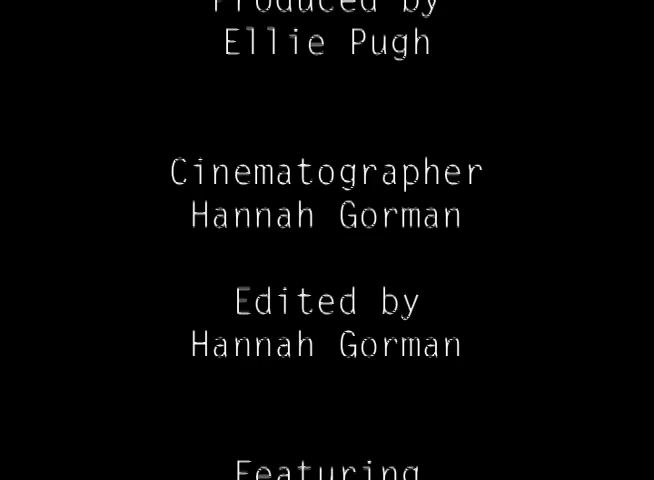 Produced by
Ellie Pugh
Cinematographer
Hannah Gorman
Edited by
Hannah Gorman
Featuring